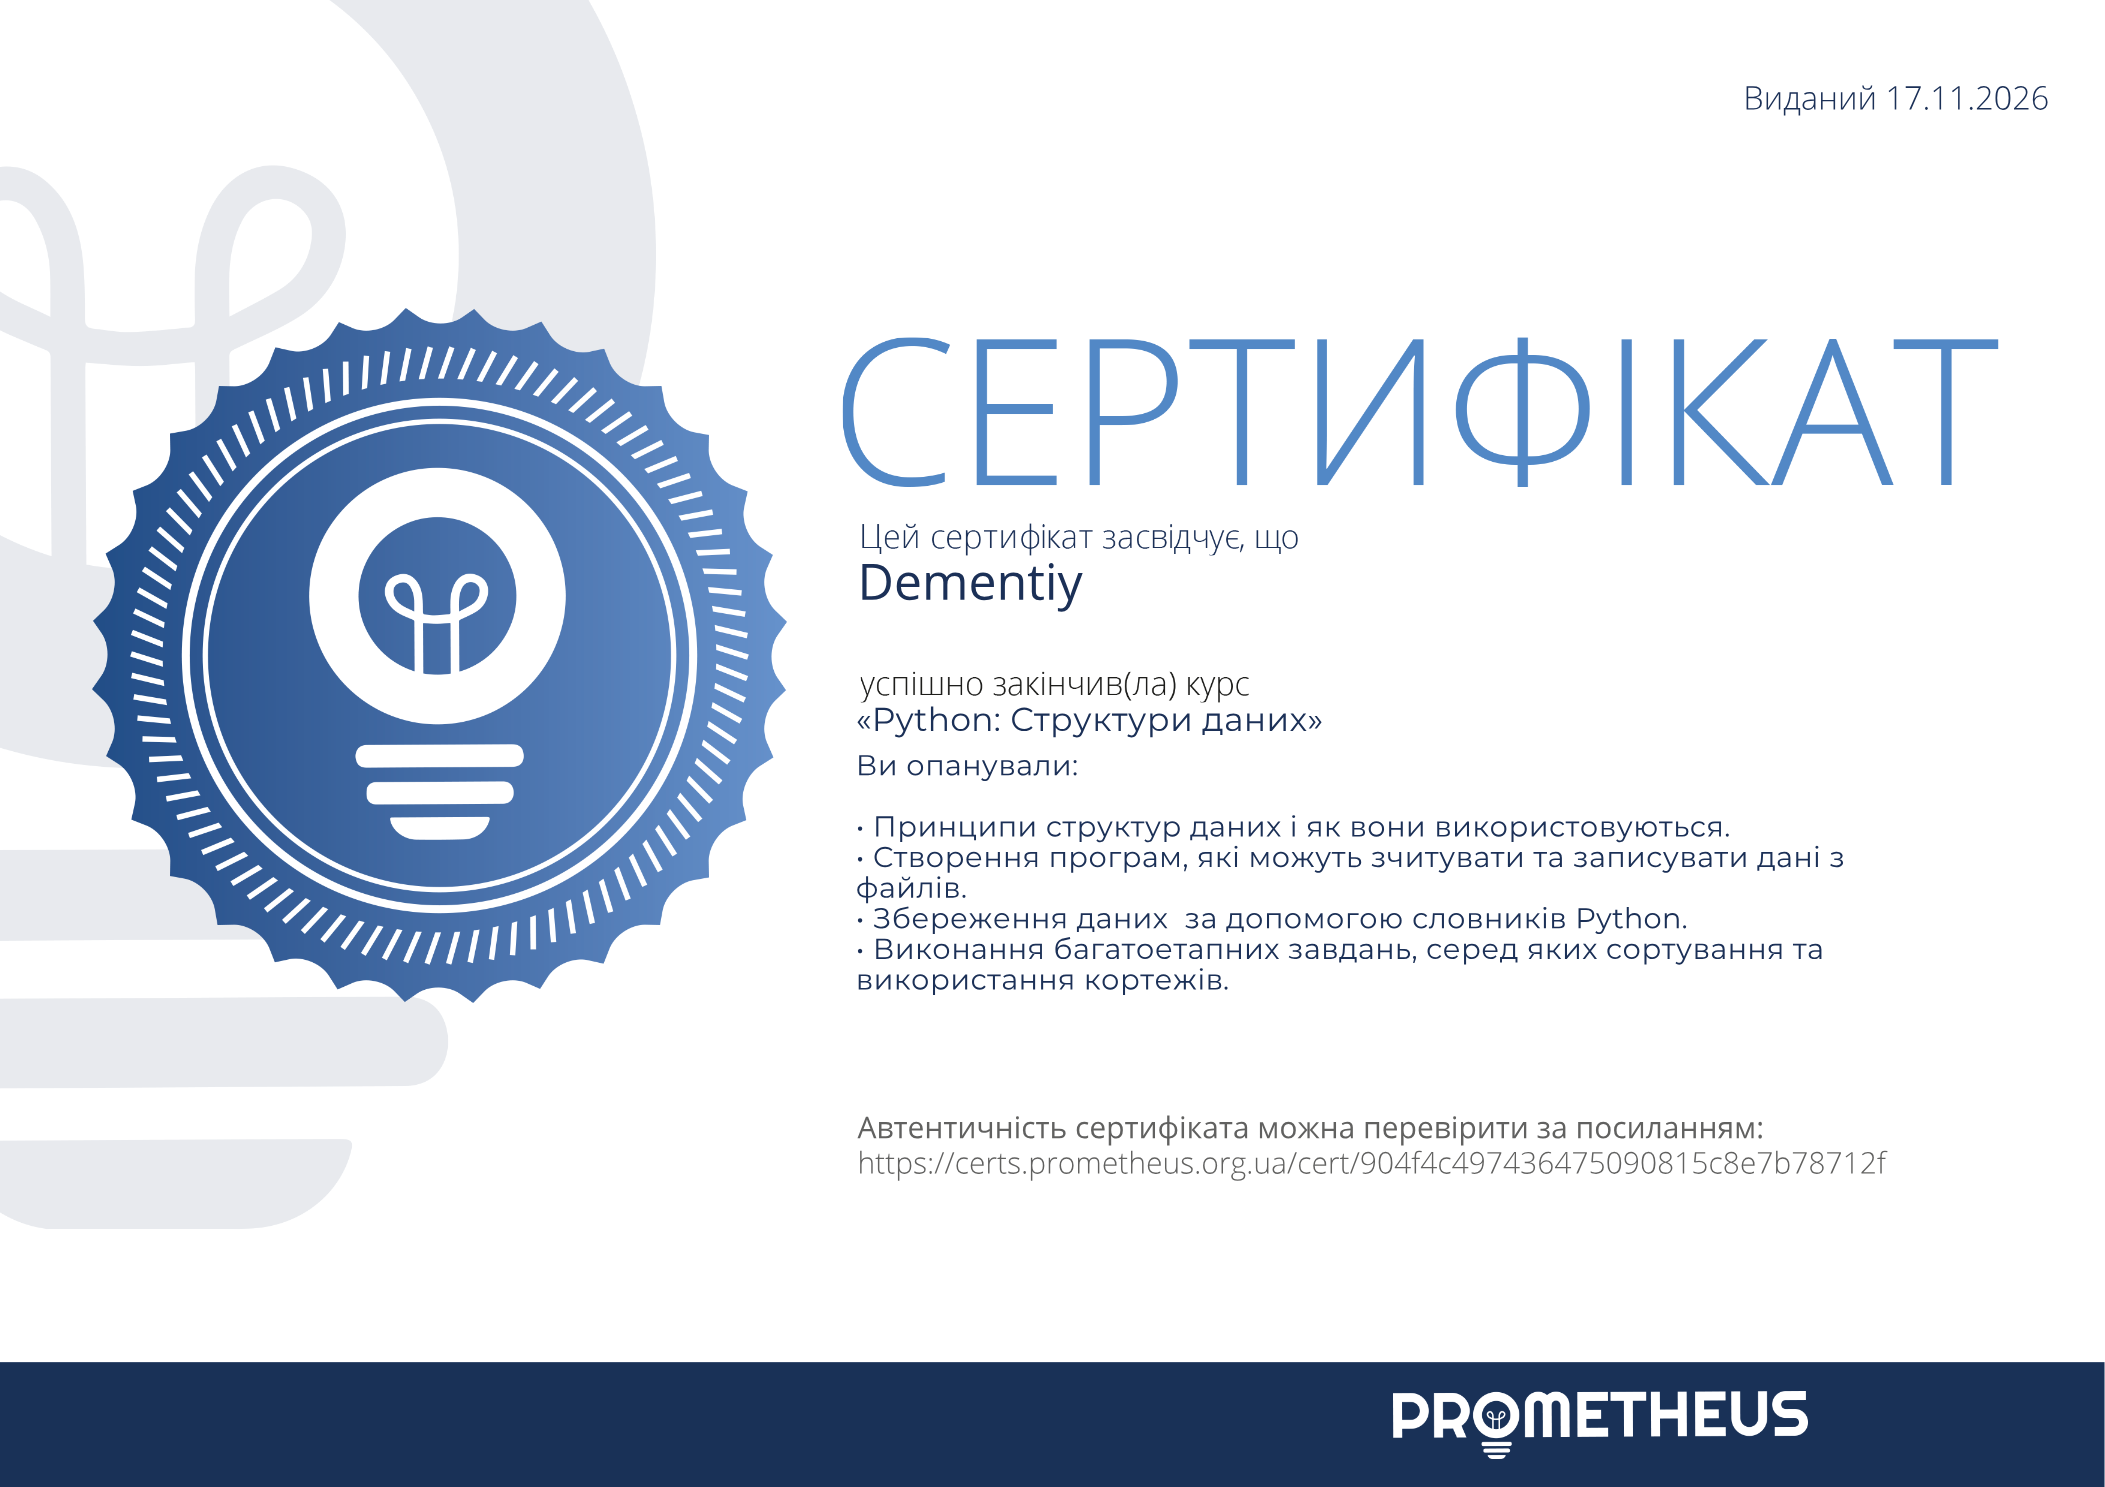 Виданий 17.11.2026
СЕРТИФІКАТ
Цей сертифікат засвідчує, що
Dementiy
успішно закінчив(ла) курс
«Python: Структури даних»
Ви опанували:
• Принципи структур даних і як вони використовуються.
• Створення програм, які можуть зчитувати та записувати дані з
файлів.
• Збереження даних  за допомогою словників Python.
• Виконання багатоетапних завдань, серед яких сортування та
використання кортежів.
Автентичність сертифіката можна перевірити за посиланням:
https://certs.prometheus.org.ua/cert/904f4c497436475090815c8e7b78712f
PROMETHEUS